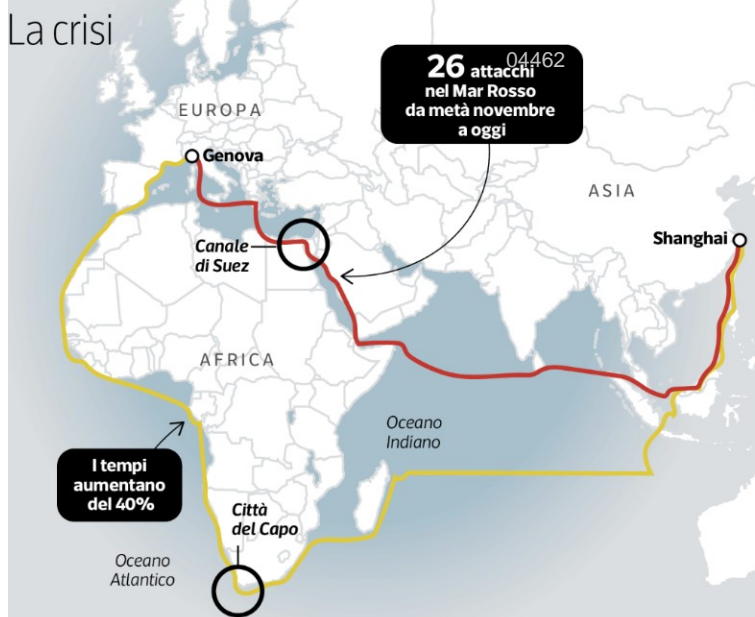 La crisi
04462
26 attacchi
nel Mar Rosso
da metà novembre
a oggi
EUROPA
Genova
ASIA
Canale
di Suez
Shanghai
AFRICA
Oceano
Indiano
I tempi
aumentano
del 40%
Città
del Capo
Oceano
Atlantico